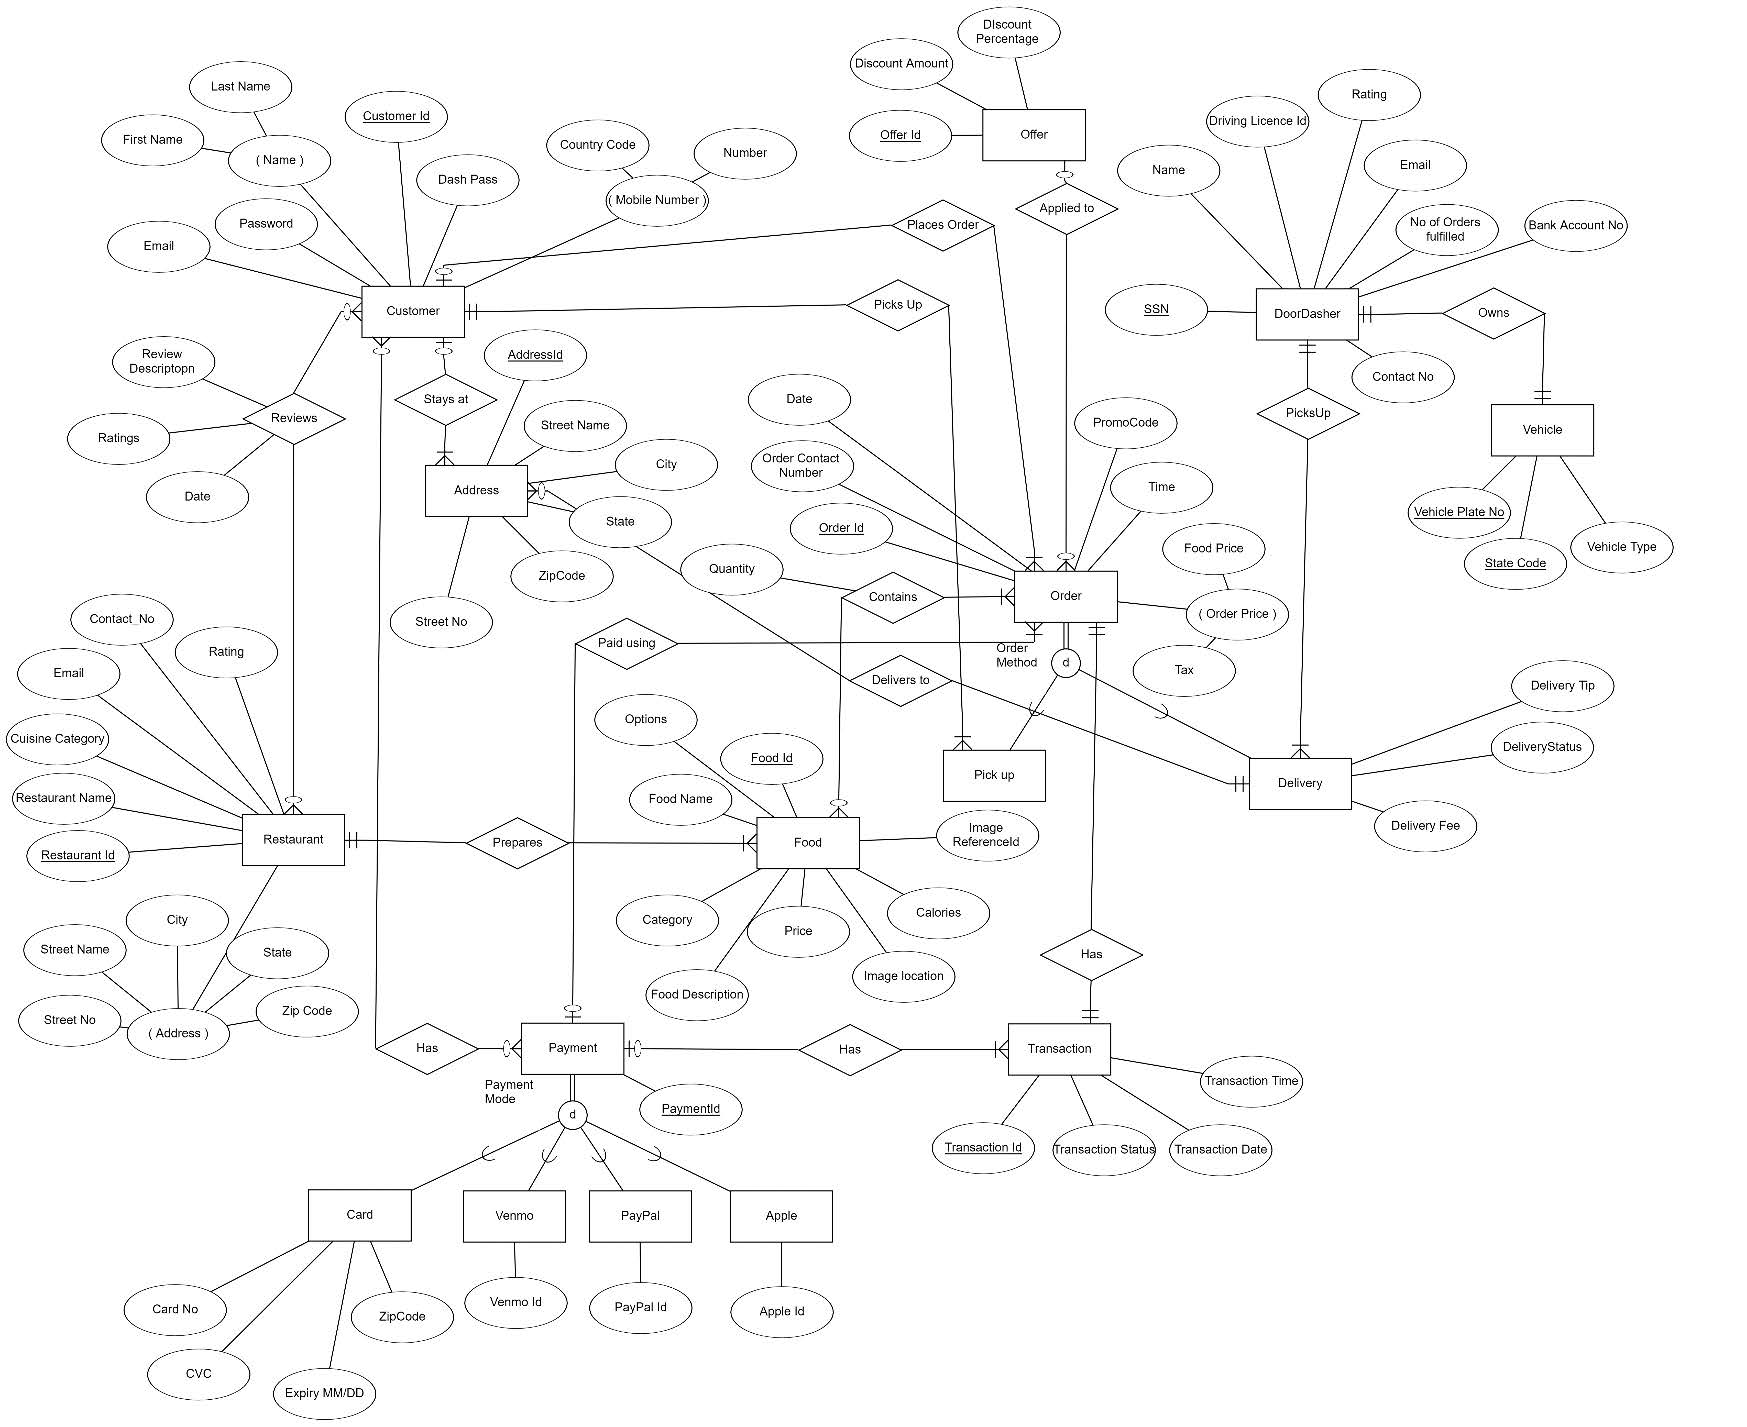 DIscount
Percentage
Discount Amount
Offer Id
Offer
Last Name
First Name
( Name )
Customer Id
Dash Pass
Country Code
Number
( Mobile Number )
Password
Email
Customer
Places Order
Applied to
Picks Up
Rating
Driving Licence Id
Name
Email
No of Orders
fulfilled
Bank Account No
SSN
DoorDasher
Owns
Contact No
PicksUp
Vehicle
Vehicle Plate No
State Code
Vehicle Type
Review
Descriptopn
Ratings
Date
Reviews
Stays at
AddressId
Street Name
City
Address
State
ZipCode
Street No
Date
PromoCode
Order Contact
Number
Time
Order Id
Food Price
Quantity
Contains
Order
( Order Price )
Tax
Paid using
Order
Method
d
Delivers to
Contact_No
Email
Rating
Cuisine Category
Restaurant Name
Restaurant Id
Restaurant
Prepares
Options
Food Id
Food Name
Food
Image
ReferenceId
Category
Price
Calories
Food Description
Image location
Pick up
Delivery
Delivery Tip
DeliveryStatus
Delivery Fee
City
Street Name
State
Street No
( Address )
Zip Code
Has
Has
Payment
Has
Transaction
Payment
Mode
d
PaymentId
Transaction Time
Transaction Id
Transaction Status
Transaction Date
Card
Venmo
PayPal
Apple
Card No
CVC
Expiry MM/DD
ZipCode
Venmo Id
PayPal Id
Apple Id